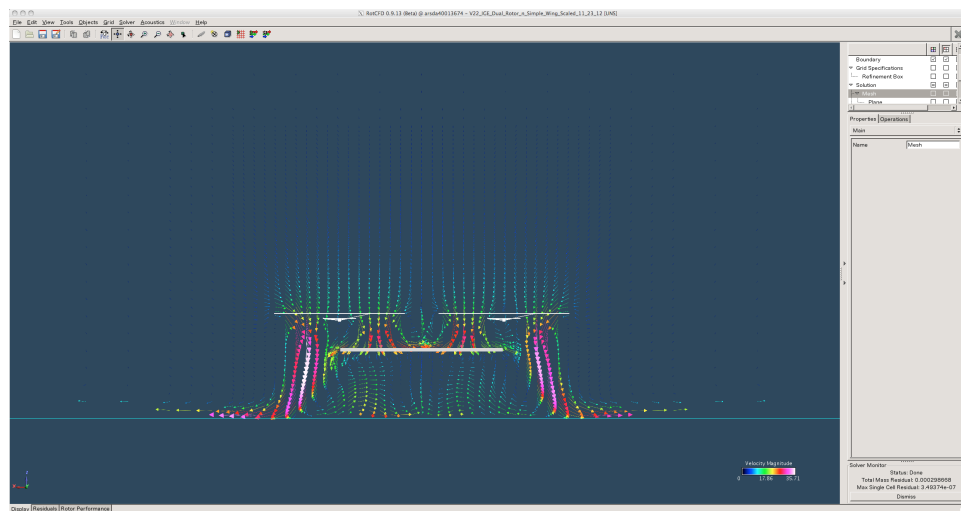 RotCFD 0.9.13 (Beta) @ arsda40013674 - V22_ICE_Dual_Rotor_n_Simple_Wing_Scaled_11_23_12 [UNS]
File Edit View Tools Objects Grid Solver Acoustics Window Help
Boundary
Grid Specifications
Refinement Box
Solution
Mesh
Plane
Properties Operations
Main
Name Mesh
Velocity Magnitude
0 17.86 35.71
Solver Monitor
Status: Done
Total Mass Residual: 0.000298668
Max Single Cell Residual: 3.49374e-07
Dismiss
Display Residuals Rotor Performance